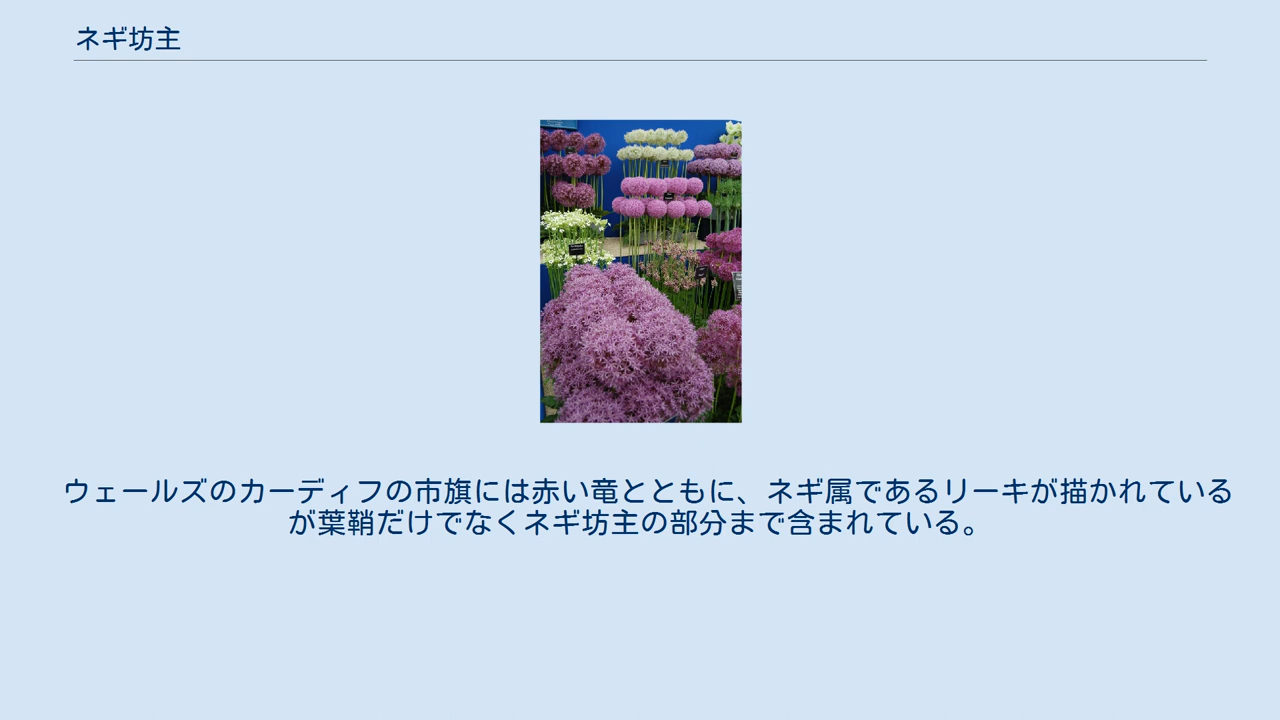 ネギ坊主
ウェールズのカーディフの市旗には赤い竜とともに、ネギ属であるリーキが描かれている
が葉鞘だけでなくネギ坊主の部分まで含まれている。